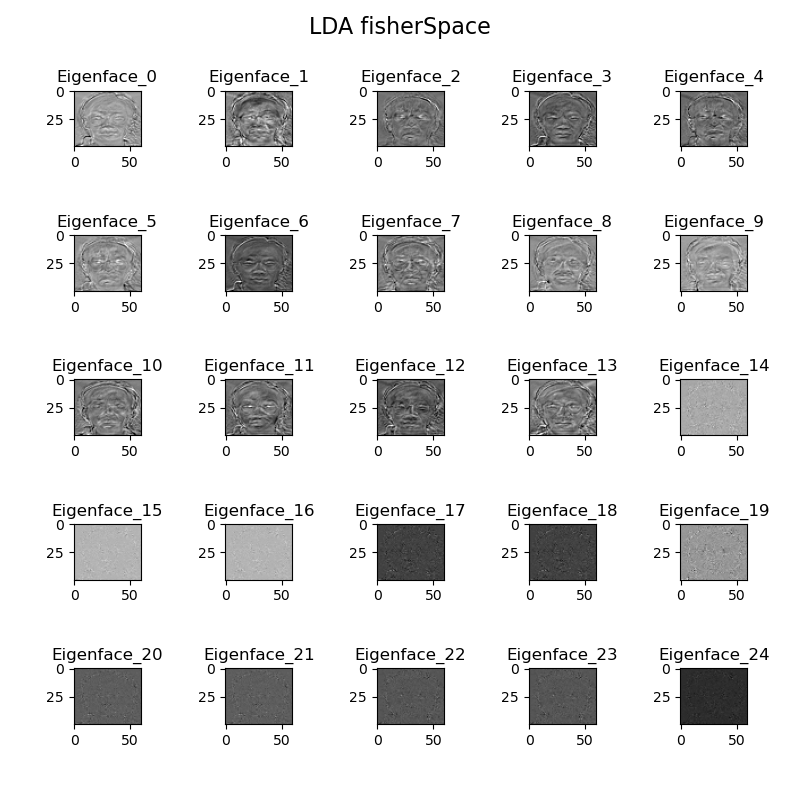 LDA fisherSpace
Eigenface_0 Eigenface_1 Eigenface_2 Eigenface_3 Eigenface_4
0 0 0 0 0
25 25 25 25 25
0 50 0 50 0 50 0 50 0 50
Eigenface_5 Eigenface_6 Eigenface_7 Eigenface_8 Eigenface_9
0 0 0 0 0
25 25 25 25 25
0 50 0 50 0 50 0 50 0 50
Eigenface_10 Eigenface_11 Eigenface_12 Eigenface_13 Eigenface_14
0 0 0 0 0
25 25 25 25 25
0 50 0 50 0 50 0 50 0 50
Eigenface_15 Eigenface_16 Eigenface_17 Eigenface_18 Eigenface_19
0 0 0 0 0
25 25 25 25 25
0 50 0 50 0 50 0 50 0 50
Eigenface_20 Eigenface_21 Eigenface_22 Eigenface_23 Eigenface_24
0 0 0 0 0
25 25 25 25 25
0 50 0 50 0 50 0 50 0 50